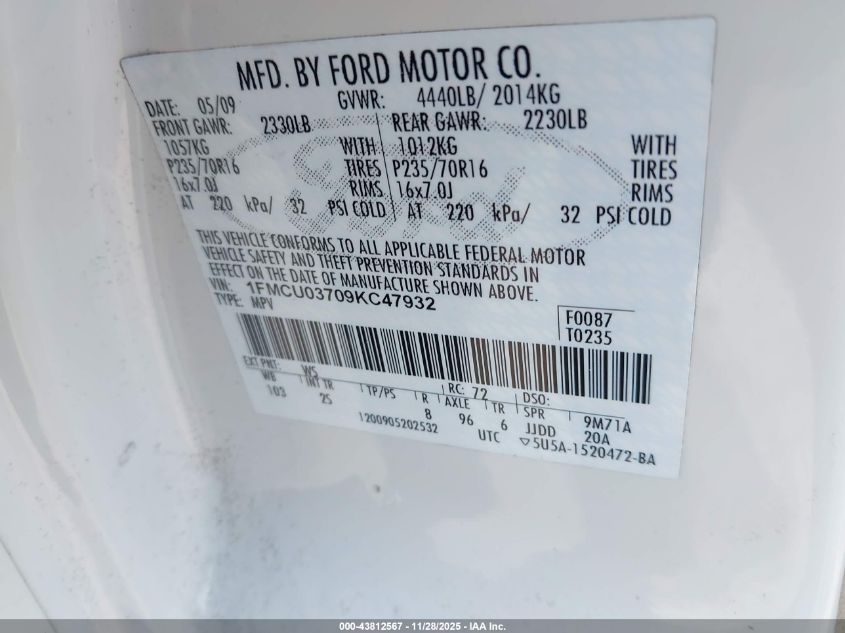 MFD. BY FORD MOTOR CO.
DATE: 05/09 GVWR: 4440LB/ 2014KG
FRONT GAWR: 2330LB REAR GAWR: 2230LB
1057KG WITH 1012KG WITH
P235/70R16 TIRES P235/70R16 TIRES
16x7.0J RIMS 16x7.0J RIMS
AT 220 kPa/ 32 PSI COLD AT 220 kPa/ 32 PSI COLD
THIS VEHICLE CONFORMS TO ALL APPLICABLE FEDERAL MOTOR
VEHICLE SAFETY AND THEFT PREVENTION STANDARDS IN
EFFECT ON THE DATE OF MANUFACTURE SHOWN ABOVE.
VIN: 1FMCU03709KC47932
TYPE: MPV
F0087
T0235
EXT PNT: WS RC: 72 DSO:
WB INT TR TP/PS R AXLE TR SPR 9M71A
103 25 8 96 6 JJDD 20A
1200905202532 UTC ▽5U5A-1520472-BA
Ford
000-43812567 - 11/28/2025 - IAA Inc.